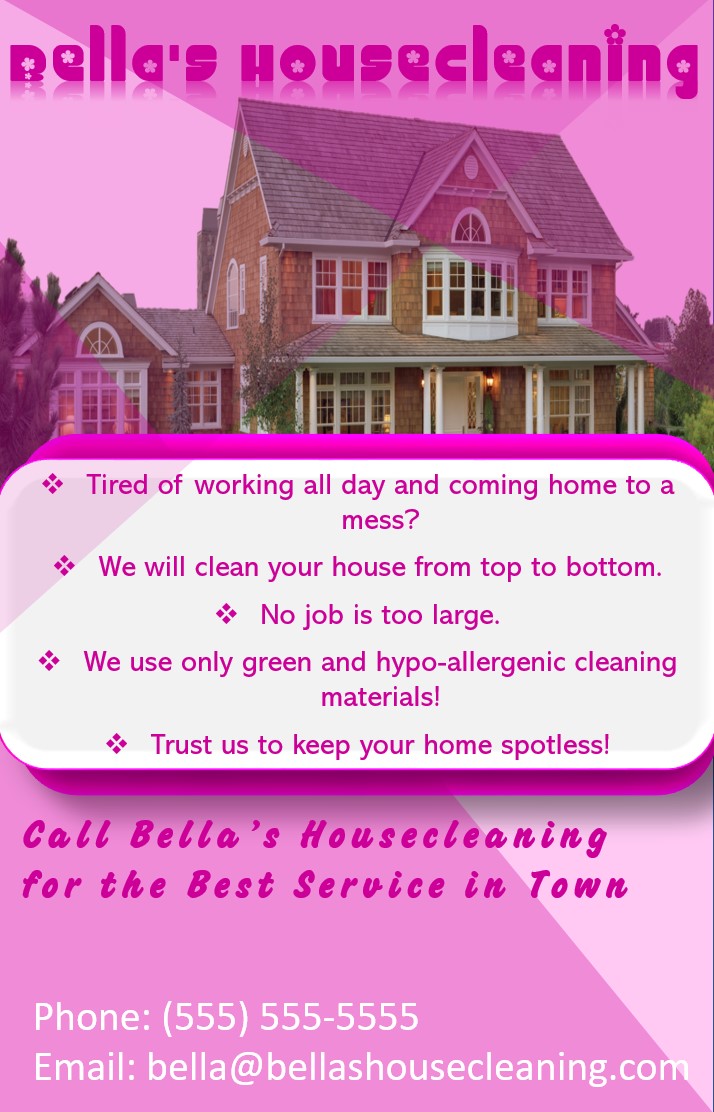 Bella's Housecleaning
❖ Tired of working all day and coming home to a
mess?
❖ We will clean your house from top to bottom.
❖ No job is too large.
❖ We use only green and hypo-allergenic cleaning
materials!
❖ Trust us to keep your home spotless!
Call Bella’s Housecleaning
for the Best Service in Town
Phone: (555) 555-5555
Email: bella@bellashousecleaning.com